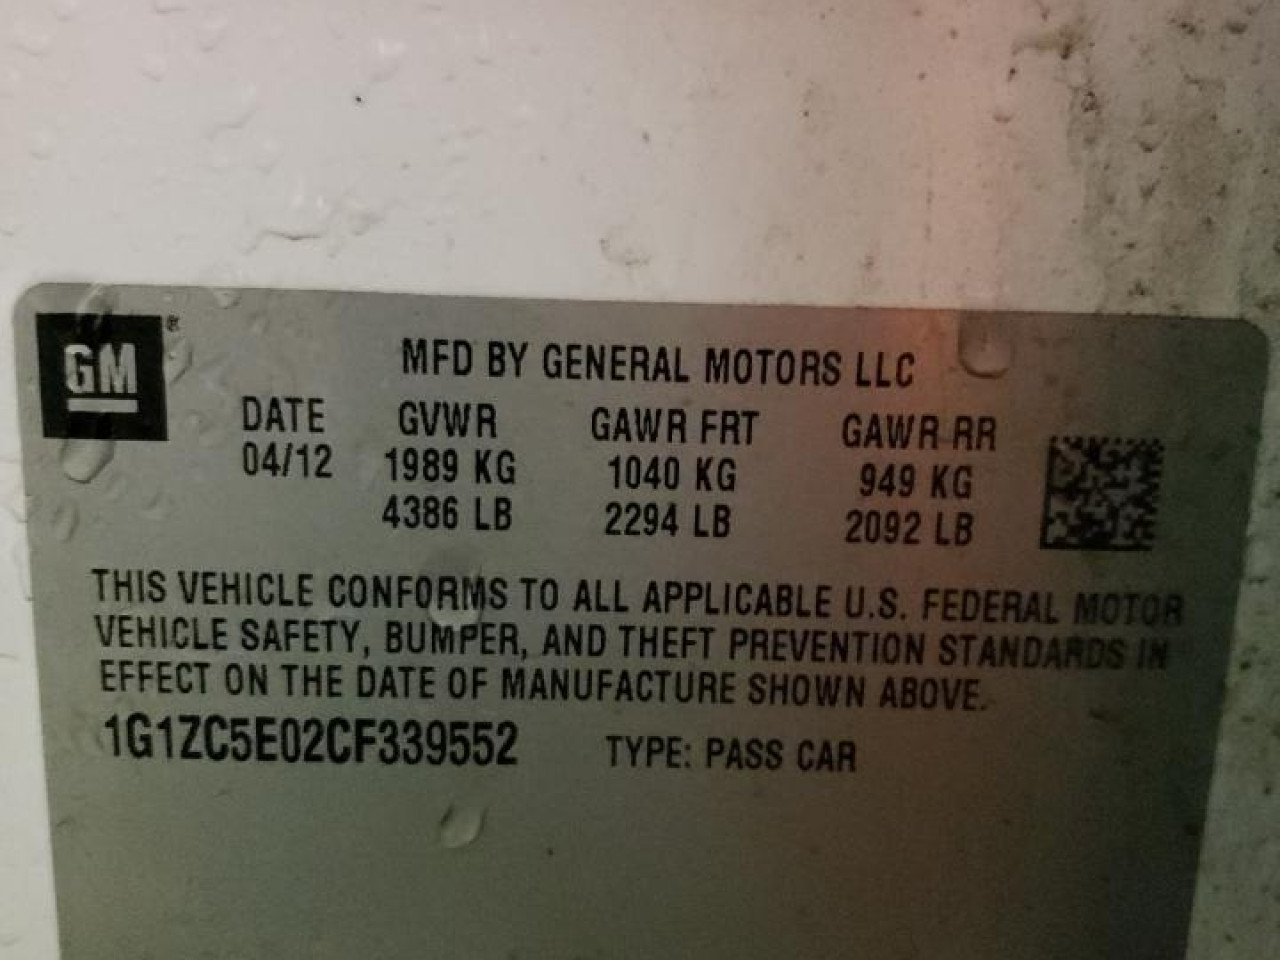 GM®
MFD BY GENERAL MOTORS LLC
DATE GVWR GAWR FRT GAWR RR
04/12 1989 KG 1040 KG 949 KG
4386 LB 2294 LB 2092 LB
THIS VEHICLE CONFORMS TO ALL APPLICABLE U.S. FEDERAL MOTOR
VEHICLE SAFETY, BUMPER, AND THEFT PREVENTION STANDARDS IN
EFFECT ON THE DATE OF MANUFACTURE SHOWN ABOVE.
1G1ZC5E02CF339552 TYPE: PASS CAR